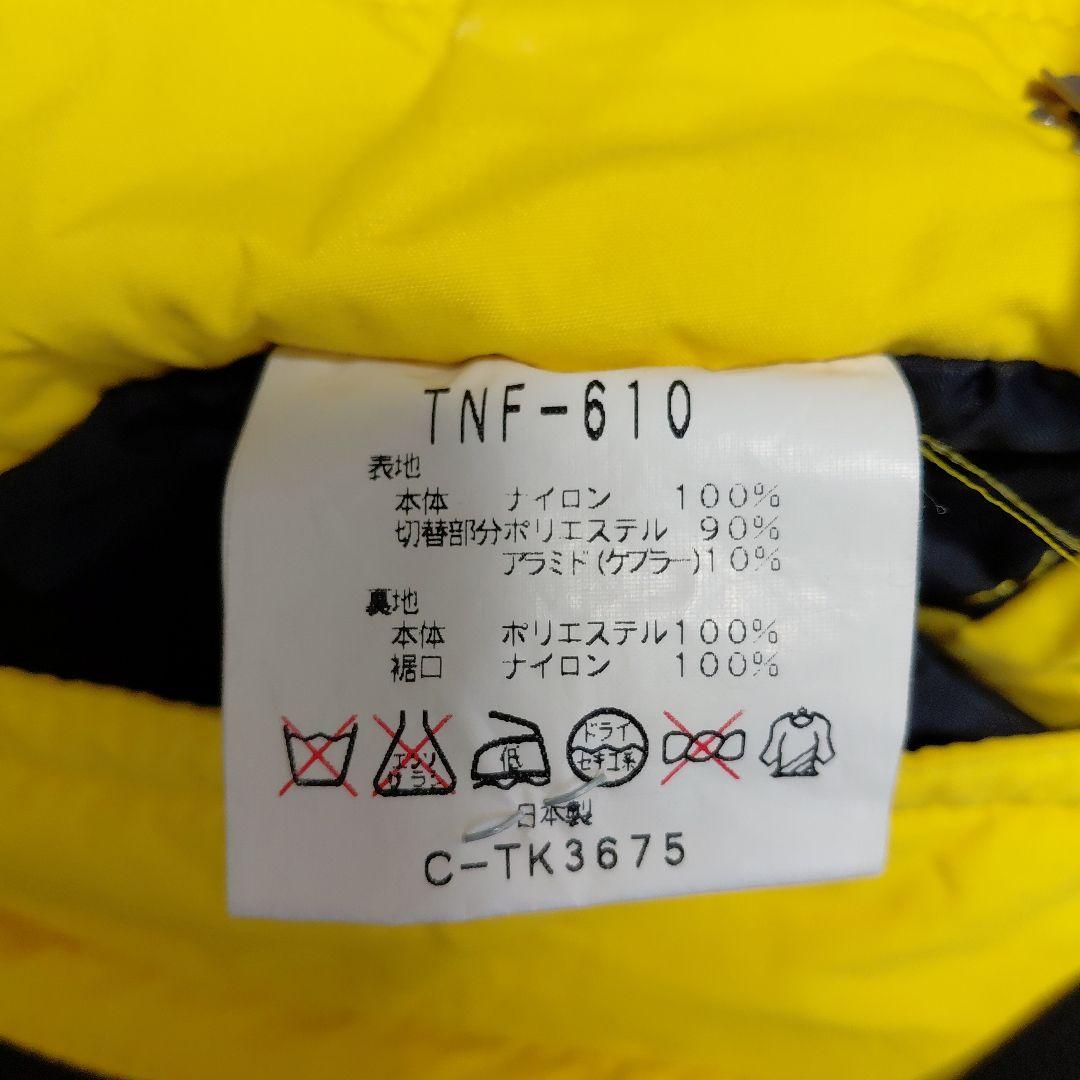 TNF-610
表地
本体 ナイロン 100%
切替部分ポリエステル 90%
アラミド(ケブラー)10%
裏地
本体 ポリエステル100%
裾口 ナイロン 100%
エンソ
サラシ
低
ドライ
セキユ系
日本製
C-TK3675